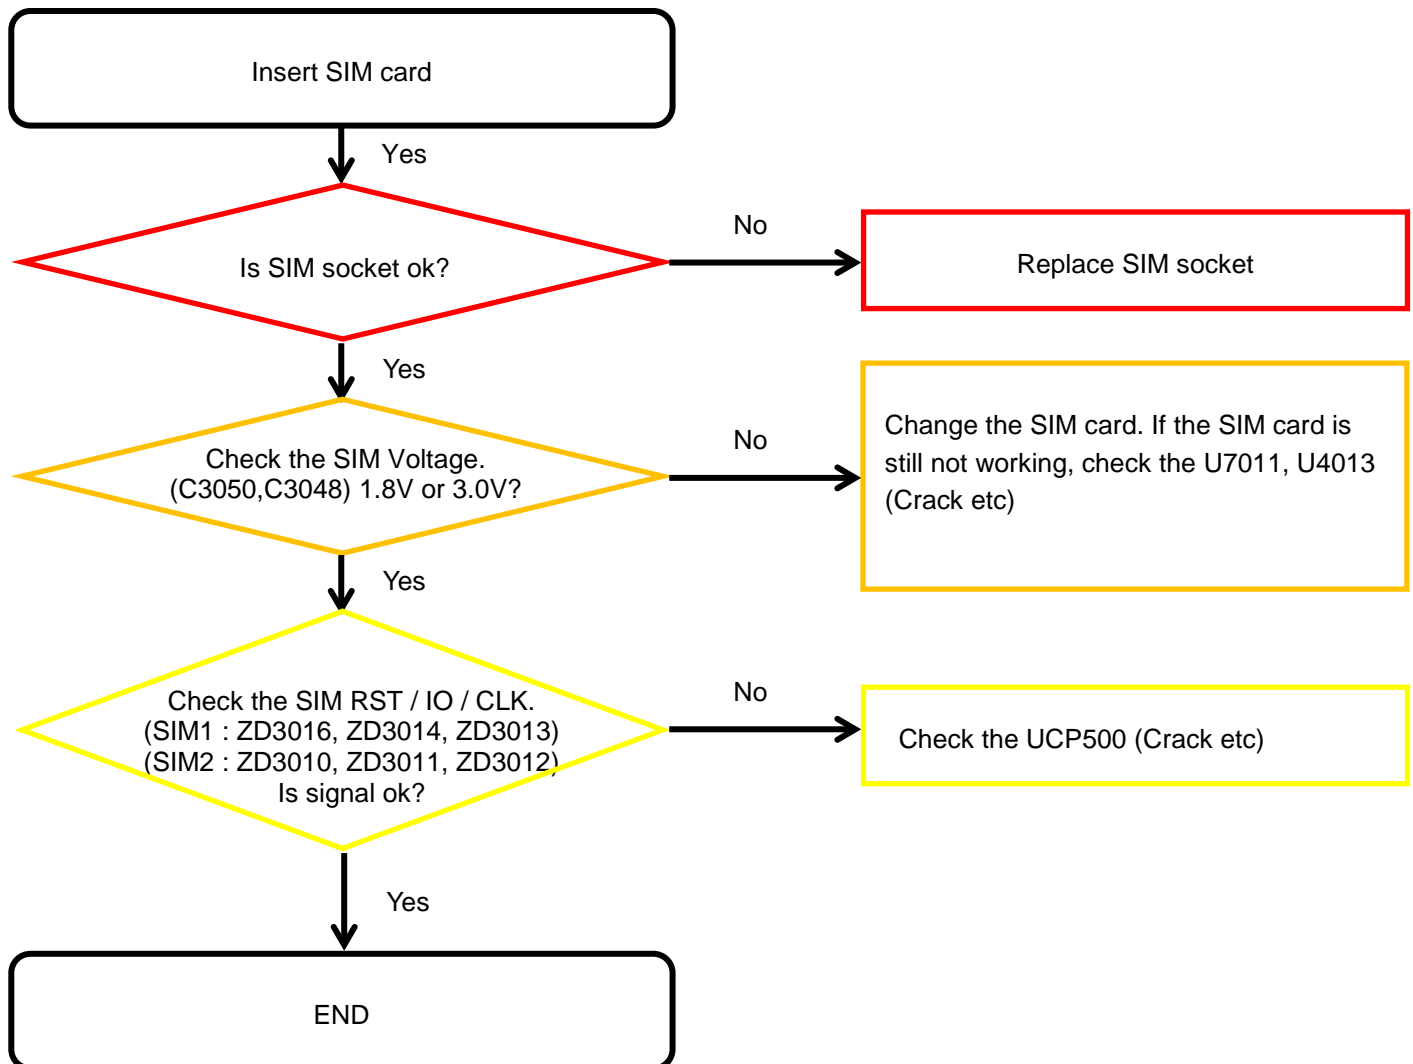 Insert SIM card
Yes
Is SIM socket ok?
No
Replace SIM socket
Yes
Check the SIM Voltage.
(C3050,C3048) 1.8V or 3.0V?
No
Change the SIM card. If the SIM card is
still not working, check the U7011, U4013
(Crack etc)
Yes
Check the SIM RST / IO / CLK.
(SIM1 : ZD3016, ZD3014, ZD3013)
(SIM2 : ZD3010, ZD3011, ZD3012)
Is signal ok?
No
Check the UCP500 (Crack etc)
Yes
END